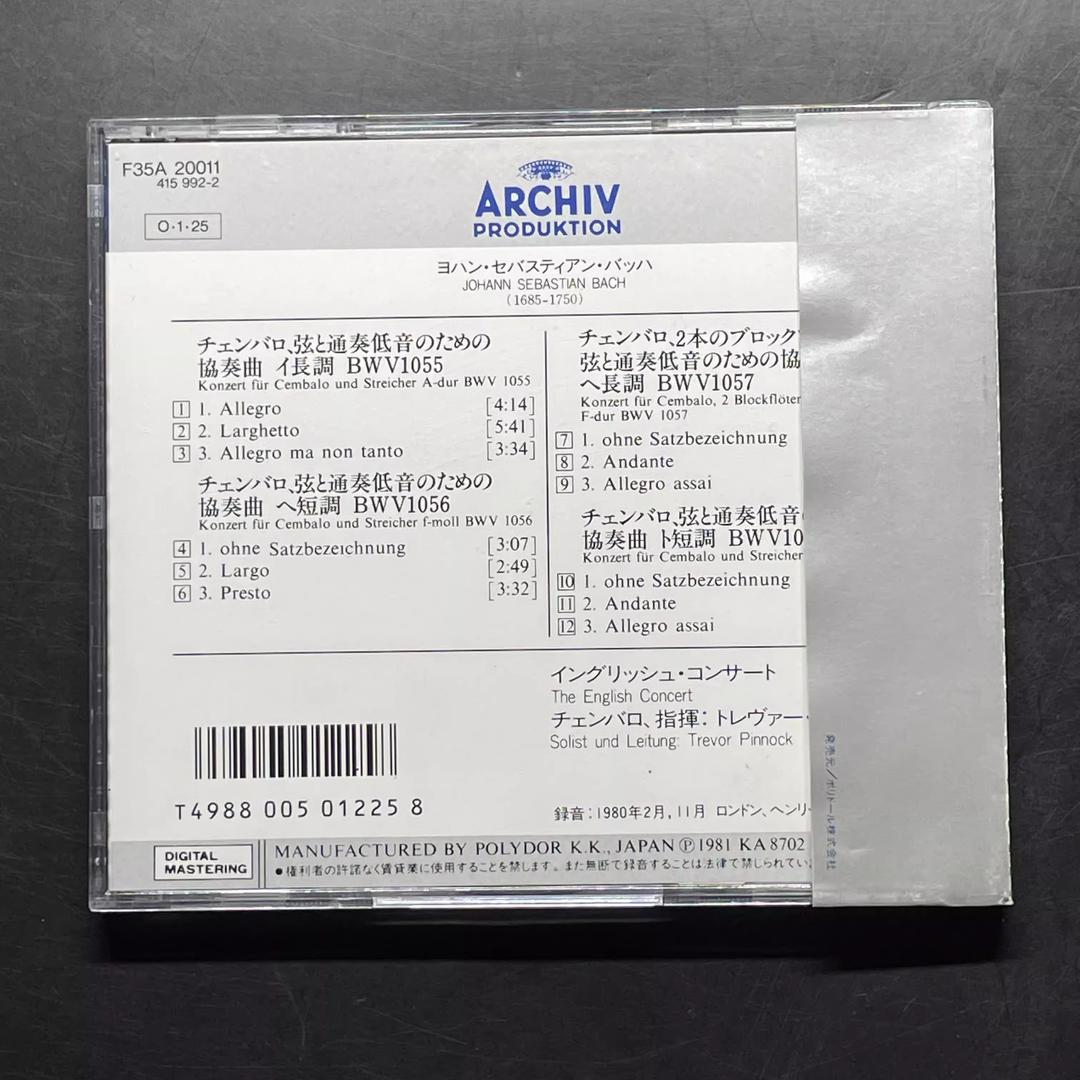 F35A 20011
415 992-2
O·1·25
ARCHIV
PRODUKTION
ヨハン・セバスティアン・バッハ
JOHANN SEBASTIAN BACH
(1685-1750)
チェンバロ、弦と通奏低音のための
協奏曲 イ長調 BWV1055
Konzert für Cembalo und Streicher A-dur BWV 1055
1 1. Allegro [4:14]
2 2. Larghetto [5:41]
3 3. Allegro ma non tanto [3:34]
チェンバロ、弦と通奏低音のための
協奏曲 ヘ短調 BWV1056
Konzert für Cembalo und Streicher f-moll BWV 1056
4 1. ohne Satzbezeichnung [3:07]
5 2. Largo [2:49]
6 3. Presto [3:32]
チェンバロ、2本のブロック
弦と通奏低音のための協
ヘ長調 BWV1057
Konzert für Cembalo, 2 Blockflöten
F-dur BWV 1057
7 1. ohne Satzbezeichnung
8 2. Andante
9 3. Allegro assai
チェンバロ、弦と通奏低音
協奏曲 ト短調 BWV10
Konzert für Cembalo und Streicher
10 1. ohne Satzbezeichnung
11 2. Andante
12 3. Allegro assai
イングリッシュ・コンサート
The English Concert
チェンバロ、指揮：トレヴァー・
Solist und Leitung: Trevor Pinnock
T4988 005 01225 8
録音：1980年2月,11月 ロンドン、ヘンリー
DIGITAL
MASTERING
MANUFACTURED BY POLYDOR K.K., JAPAN Ⓟ 1981 KA 8702
●権利者の許諾なく賃貸業に使用することを禁じます。また無断で録音することは法律で禁じられてい
発売元／ポリドール株式会社